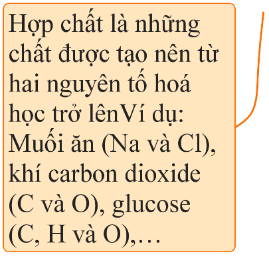 Hợp chất là những
chất được tạo nên từ
hai nguyên tố hoá
học trở lênVí dụ:
Muối ăn (Na và Cl),
khí carbon dioxide
(C và O), glucose
(C, H và O),…